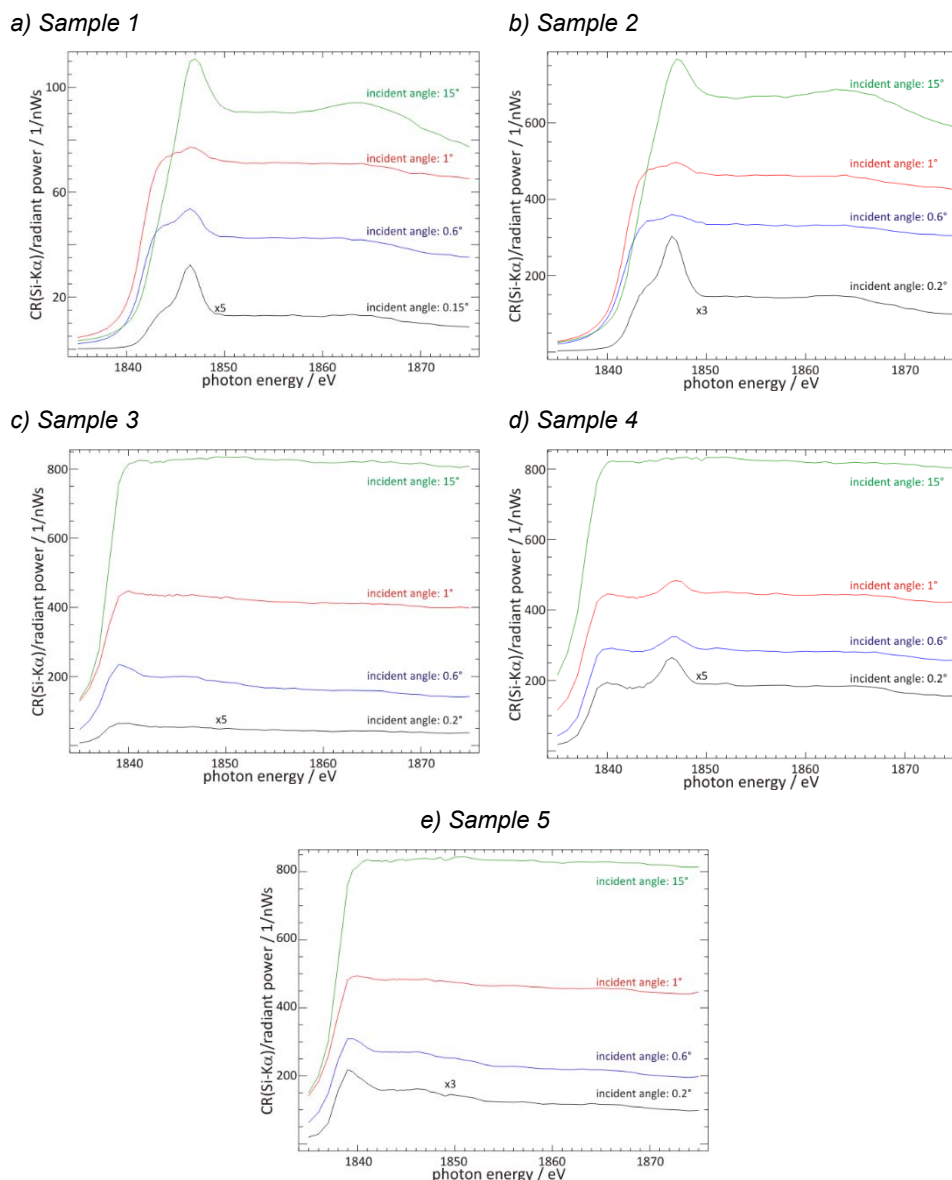 a) Sample 1
CR(Si-Kα)/radiant power / 1/nWs
100
60
20
incident angle: 15°
incident angle: 1°
incident angle: 0.6°
x5
incident angle: 0.15°
1840 1850 1860 1870
photon energy / eV
b) Sample 2
CR(Si-Kα)/radiant power / 1/nWs
600
400
200
incident angle: 15°
incident angle: 1°
incident angle: 0.6°
incident angle: 0.2°
x3
1840 1850 1860 1870
photon energy / eV
c) Sample 3
CR(Si-Kα)/radiant power / 1/nWs
800
600
400
200
incident angle: 15°
incident angle: 1°
incident angle: 0.6°
x5
incident angle: 0.2°
1840 1850 1860 1870
photon energy / eV
d) Sample 4
CR(Si-Kα)/radiant power / 1/nWs
800
600
400
200
incident angle: 15°
incident angle: 1°
incident angle: 0.6°
x5
incident angle: 0.2°
1840 1850 1860 1870
photon energy / eV
e) Sample 5
CR(Si-Kα)/radiant power / 1/nWs
800
600
400
200
incident angle: 15°
incident angle: 1°
incident angle: 0.6°
x3
incident angle: 0.2°
1840 1850 1860 1870
photon energy / eV